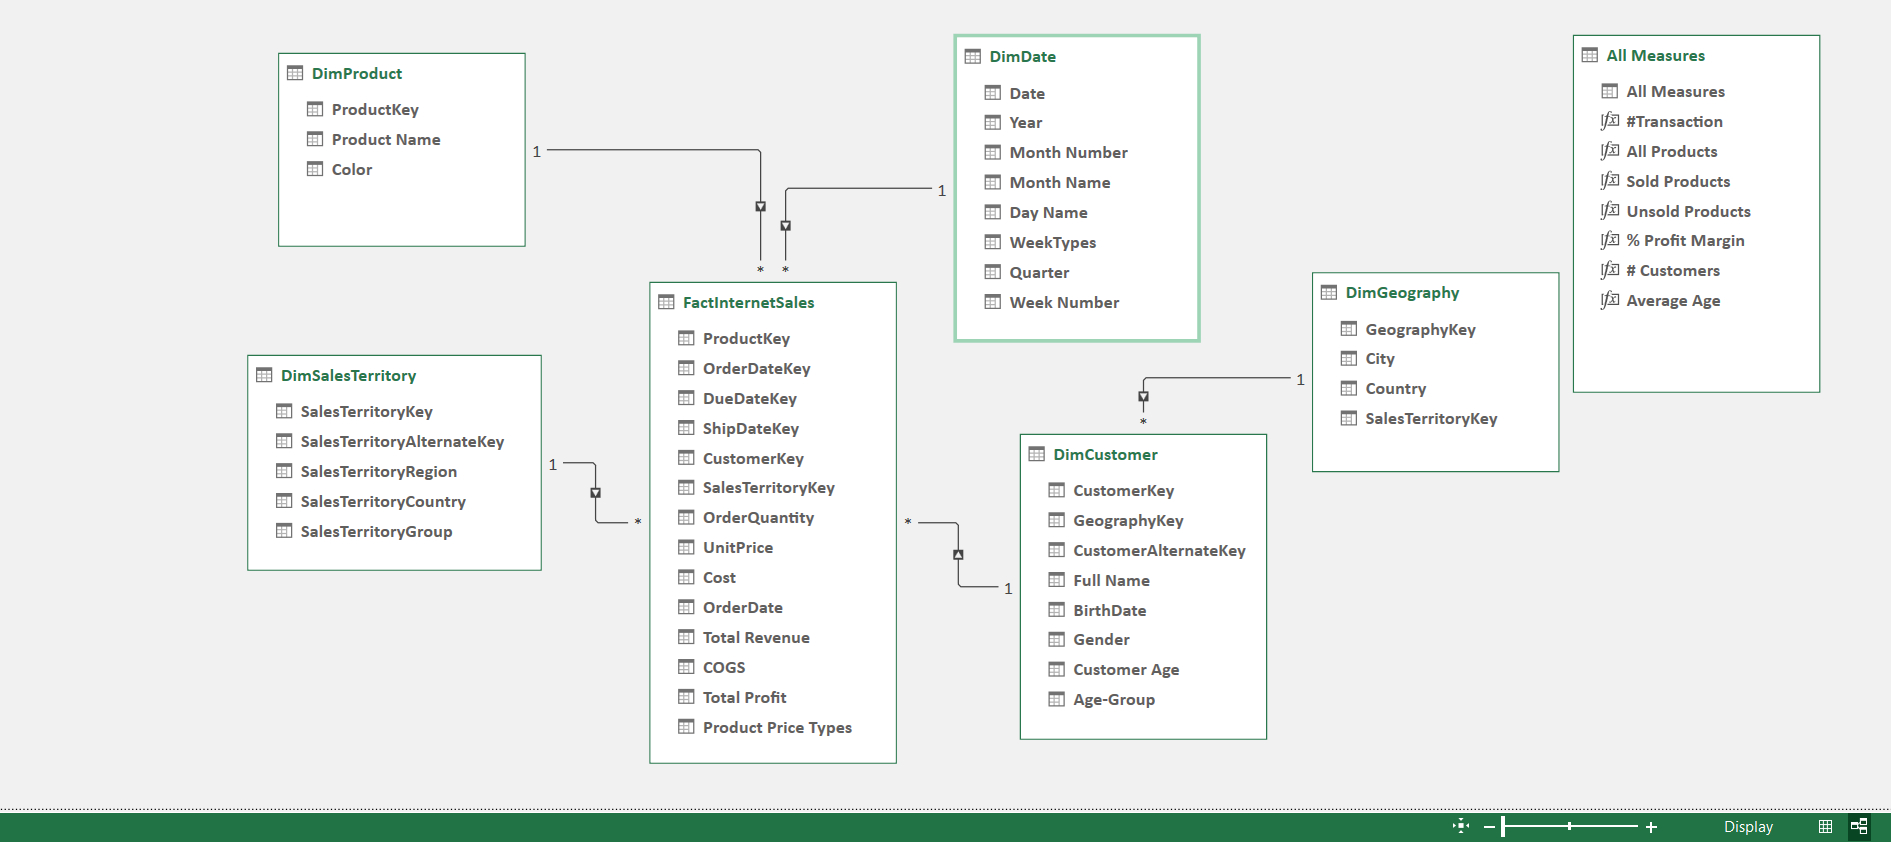 DimProduct
ProductKey
Product Name
Color
1
*
DimDate
Date
Year
Month Number
Month Name
Day Name
WeekTypes
Quarter
Week Number
1
*
All Measures
All Measures
#Transaction
All Products
Sold Products
Unsold Products
% Profit Margin
# Customers
Average Age
DimSalesTerritory
SalesTerritoryKey
SalesTerritoryAlternateKey
SalesTerritoryRegion
SalesTerritoryCountry
SalesTerritoryGroup
1
*
FactInternetSales
ProductKey
OrderDateKey
DueDateKey
ShipDateKey
CustomerKey
SalesTerritoryKey
OrderQuantity
UnitPrice
Cost
OrderDate
Total Revenue
COGS
Total Profit
Product Price Types
*
1
DimGeography
GeographyKey
City
Country
SalesTerritoryKey
1
*
DimCustomer
CustomerKey
GeographyKey
CustomerAlternateKey
Full Name
BirthDate
Gender
Customer Age
Age-Group
Display